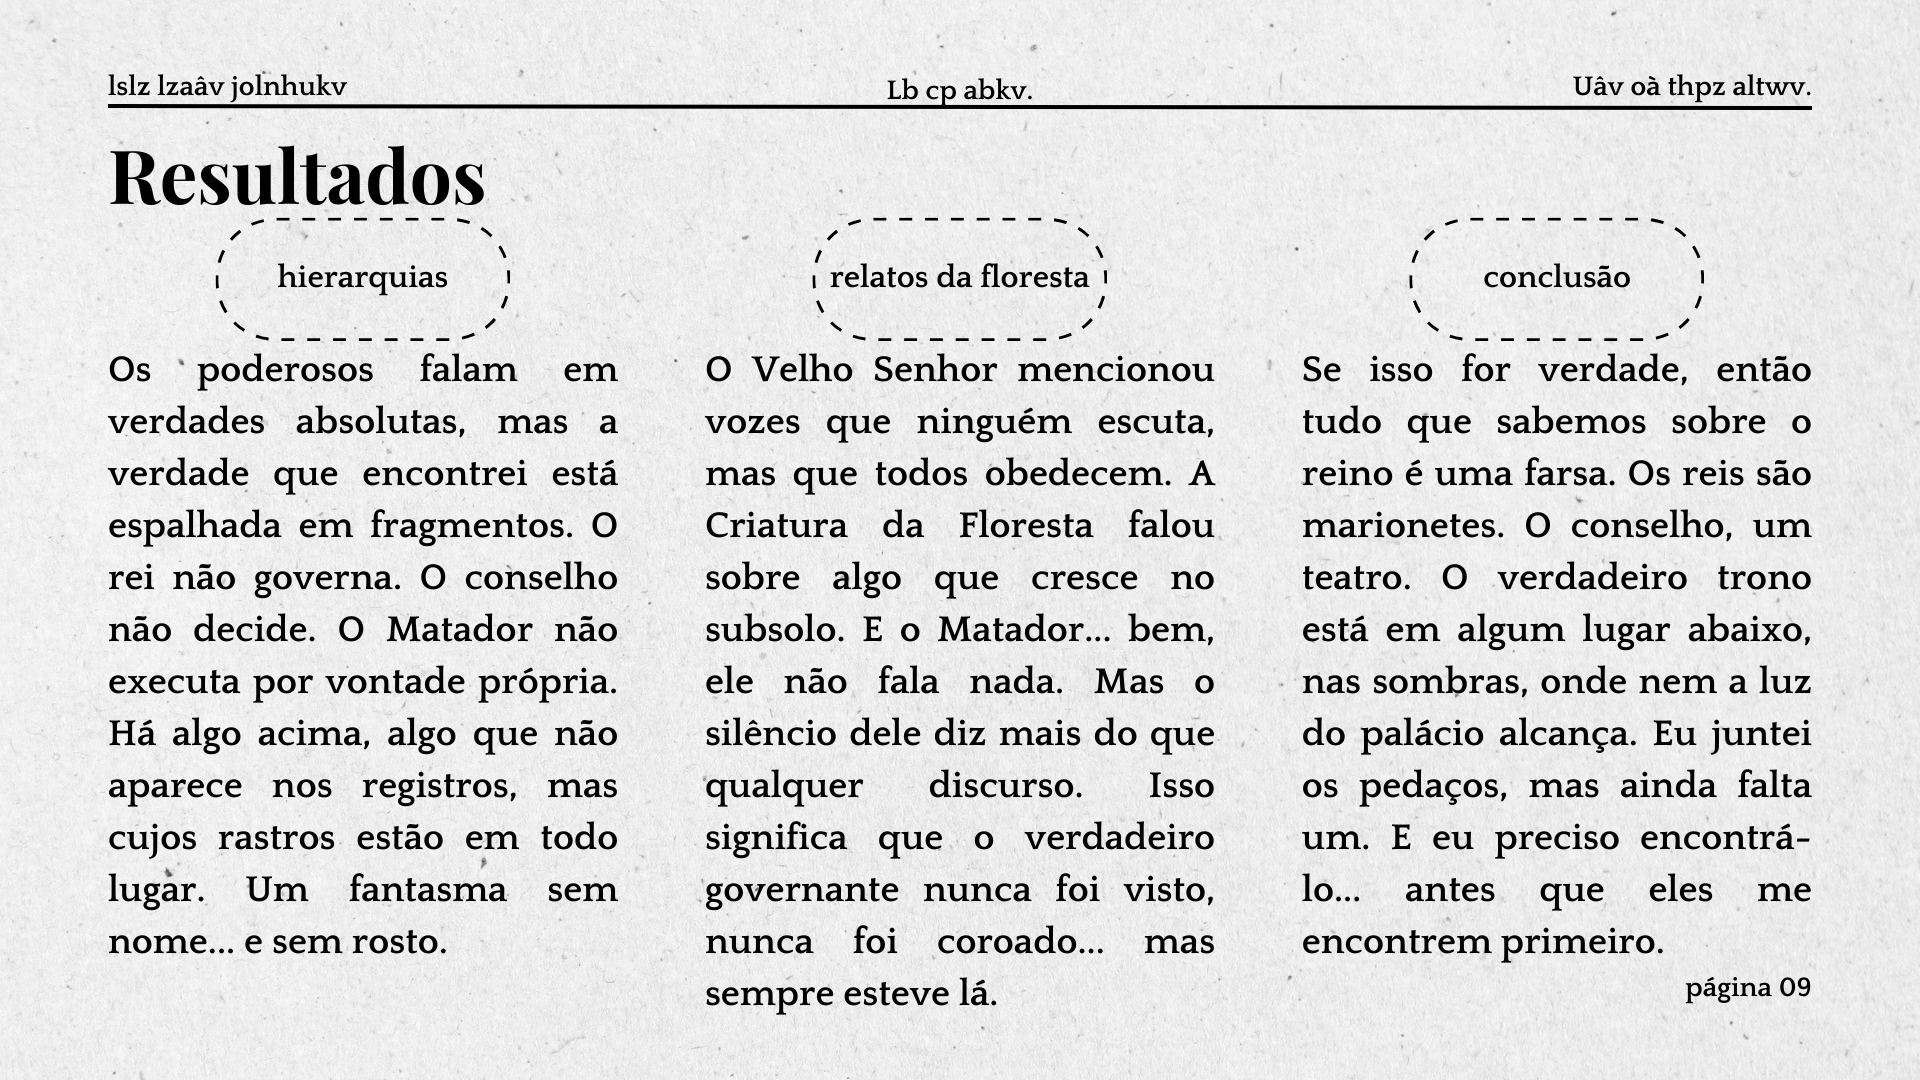 lslz lzaâv jolnhukv
Lb cp abkv.
Uâv oà thpz altwv.
Resultados
hierarquias
Os poderosos falam em
verdades absolutas, mas a
verdade que encontrei está
espalhada em fragmentos. O
rei não governa. O conselho
não decide. O Matador não
executa por vontade própria.
Há algo acima, algo que não
aparece nos registros, mas
cujos rastros estão em todo
lugar. Um fantasma sem
nome... e sem rosto.
relatos da floresta
O Velho Senhor mencionou
vozes que ninguém escuta,
mas que todos obedecem. A
Criatura da Floresta falou
sobre algo que cresce no
subsolo. E o Matador... bem,
ele não fala nada. Mas o
silêncio dele diz mais do que
qualquer discurso. Isso
significa que o verdadeiro
governante nunca foi visto,
nunca foi coroado... mas
sempre esteve lá.
conclusão
Se isso for verdade, então
tudo que sabemos sobre o
reino é uma farsa. Os reis são
marionetes. O conselho, um
teatro. O verdadeiro trono
está em algum lugar abaixo,
nas sombras, onde nem a luz
do palácio alcança. Eu juntei
os pedaços, mas ainda falta
um. E eu preciso encontrá-
lo... antes que eles me
encontrem primeiro.
página 09